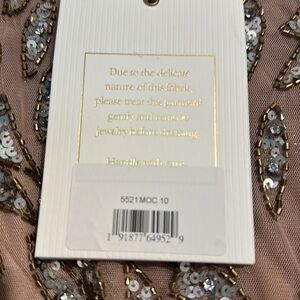 Due to the delicate
nature of this fabric,
please treat this garment
gently and remove
jewelry before dressing.
Handle with care.
5521MOC 10
1 91877 64952 9